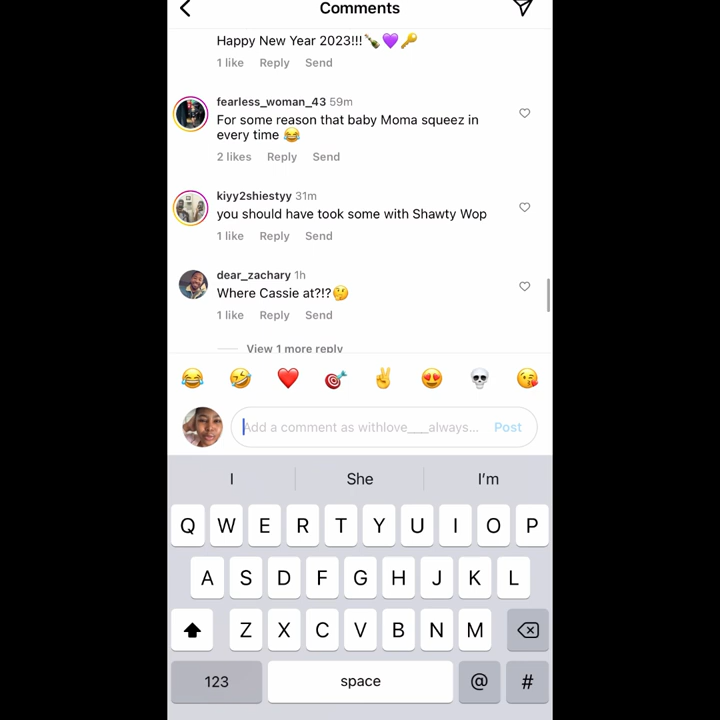 Comments
Happy New Year 2023!!!🍾💜🔑
1 like Reply Send
fearless_woman_43 59m
For some reason that baby Moma squeez in
every time 😂
2 likes Reply Send
kiyy2shiestyy 31m
you should have took some with Shawty Wop
1 like Reply Send
dear_zachary 1h
Where Cassie at?!?🤔
1 like Reply Send
View 1 more reply
Add a comment as withlove___always... Post
I She I'm
Q W E R T Y U I O P
A S D F G H J K L
Z X C V B N M
123 space @ #